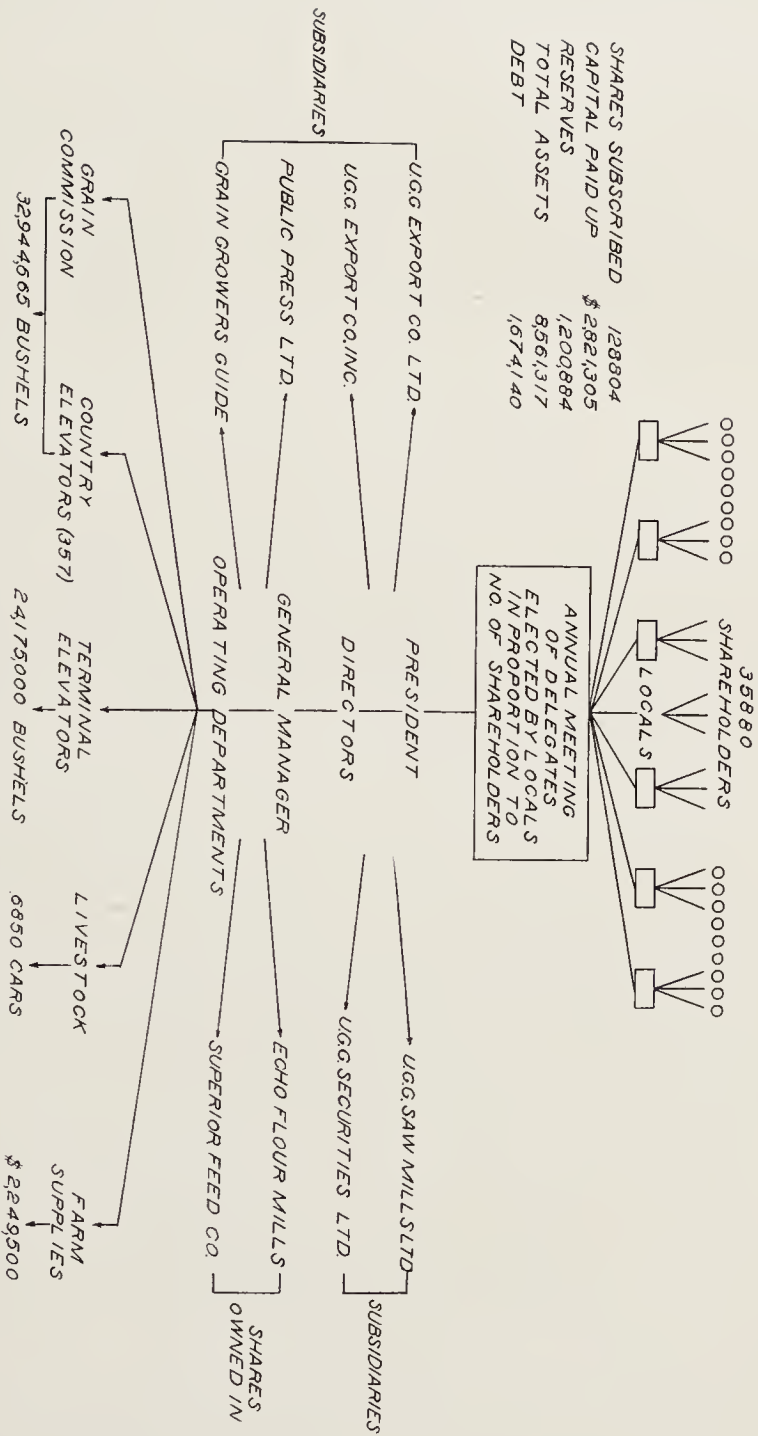 35880
SHAREHOLDERS
LOCALS
SHARES SUBSCRIBED 128804
CAPITAL PAID UP $2,821,305
RESERVES 1,200,884
TOTAL ASSETS 8,561,317
DEBT 1,674,140
ANNUAL MEETING
OF DELEGATES
ELECTED BY LOCALS
IN PROPORTION TO
NO. OF SHAREHOLDERS
PRESIDENT
DIRECTORS
GENERAL MANAGER
OPERATING DEPARTMENTS
SUBSIDIARIES
U.G.G EXPORT CO. LTD.
U.G.G EXPORT CO. INC.
PUBLIC PRESS LTD.
GRAIN GROWERS GUIDE
U.G.G. SAW MILLS LTD
U.G.G. SECURITIES LTD.
SUBSIDIARIES
ECHO FLOUR MILLS
SUPERIOR FEED CO.
SHARES
OWNED IN
GRAIN
COMMISSION
COUNTRY
ELEVATORS (357)
32,944,665 BUSHELS
TERMINAL
ELEVATORS
24,175,000 BUSHELS
LIVESTOCK
6850 CARS
FARM
SUPPLIES
$2,249,500